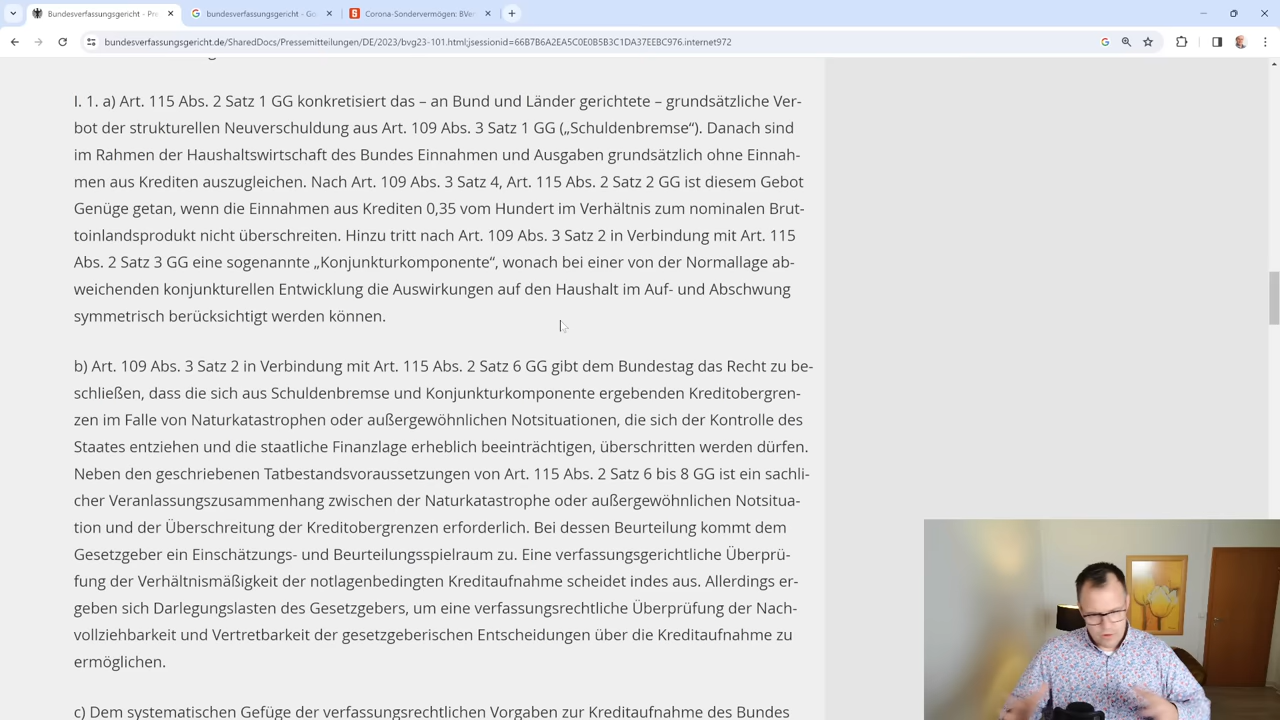 Bundesverfassungsgericht - Pre
bundesverfassungsgericht - Go
Corona-Sondervermögen: BVer
bundesverfassungsgericht.de/SharedDocs/Pressemitteilungen/DE/2023/bvg23-101.html;jsessionid=66B7B6A2EA5C0E0B5B3C1DA37EEBC976.internet972
I. 1. a) Art. 115 Abs. 2 Satz 1 GG konkretisiert das – an Bund und Länder gerichtete – grundsätzliche Ver-
bot der strukturellen Neuverschuldung aus Art. 109 Abs. 3 Satz 1 GG („Schuldenbremse“). Danach sind
im Rahmen der Haushaltswirtschaft des Bundes Einnahmen und Ausgaben grundsätzlich ohne Einnah-
men aus Krediten auszugleichen. Nach Art. 109 Abs. 3 Satz 4, Art. 115 Abs. 2 Satz 2 GG ist diesem Gebot
Genüge getan, wenn die Einnahmen aus Krediten 0,35 vom Hundert im Verhältnis zum nominalen Brut-
toinlandsprodukt nicht überschreiten. Hinzu tritt nach Art. 109 Abs. 3 Satz 2 in Verbindung mit Art. 115
Abs. 2 Satz 3 GG eine sogenannte „Konjunkturkomponente“, wonach bei einer von der Normallage ab-
weichenden konjunkturellen Entwicklung die Auswirkungen auf den Haushalt im Auf- und Abschwung
symmetrisch berücksichtigt werden können.
b) Art. 109 Abs. 3 Satz 2 in Verbindung mit Art. 115 Abs. 2 Satz 6 GG gibt dem Bundestag das Recht zu be-
schließen, dass die sich aus Schuldenbremse und Konjunkturkomponente ergebenden Kreditobergren-
zen im Falle von Naturkatastrophen oder außergewöhnlichen Notsituationen, die sich der Kontrolle des
Staates entziehen und die staatliche Finanzlage erheblich beeinträchtigen, überschritten werden dürfen.
Neben den geschriebenen Tatbestandsvoraussetzungen von Art. 115 Abs. 2 Satz 6 bis 8 GG ist ein sachli-
cher Veranlassungszusammenhang zwischen der Naturkatastrophe oder außergewöhnlichen Notsitua-
tion und der Überschreitung der Kreditobergrenzen erforderlich. Bei dessen Beurteilung kommt dem
Gesetzgeber ein Einschätzungs- und Beurteilungsspielraum zu. Eine verfassungsgerichtliche Überprü-
fung der Verhältnismäßigkeit der notlagenbedingten Kreditaufnahme scheidet indes aus. Allerdings er-
geben sich Darlegungslasten des Gesetzgebers, um eine verfassungsrechtliche Überprüfung der Nach-
vollziehbarkeit und Vertretbarkeit der gesetzgeberischen Entscheidungen über die Kreditaufnahme zu
ermöglichen.
c) Dem systematischen Gefüge der verfassungsrechtlichen Vorgaben zur Kreditaufnahme des Bundes